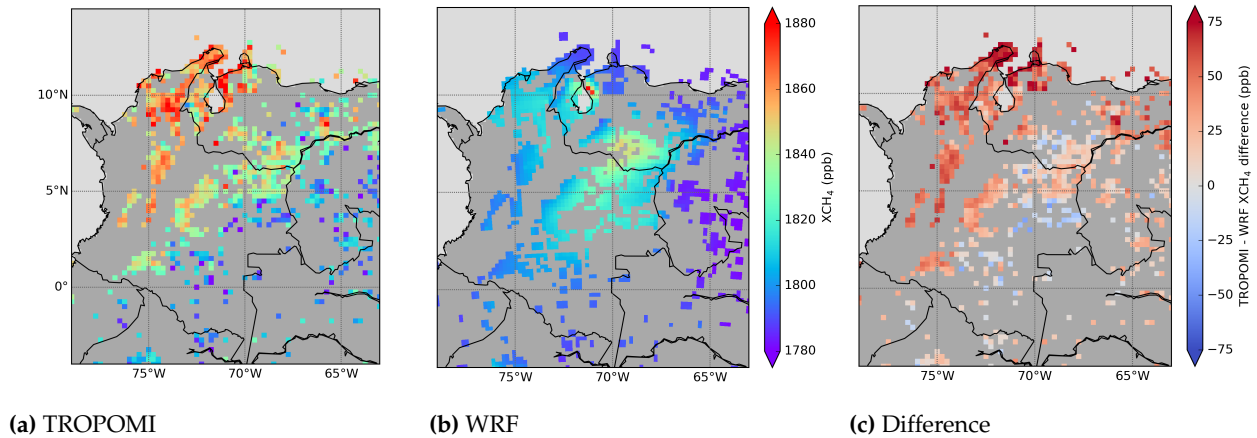 10°N
5°N
0°
75°W 70°W 65°W
75°W 70°W 65°W
1880
1860
1840
1820
1800
1780
XCH₄ (ppb)
75°W 70°W 65°W
75
50
25
0
−25
−50
−75
TROPOMI - WRF XCH₄ difference (ppb)
(a) TROPOMI
(b) WRF
(c) Difference